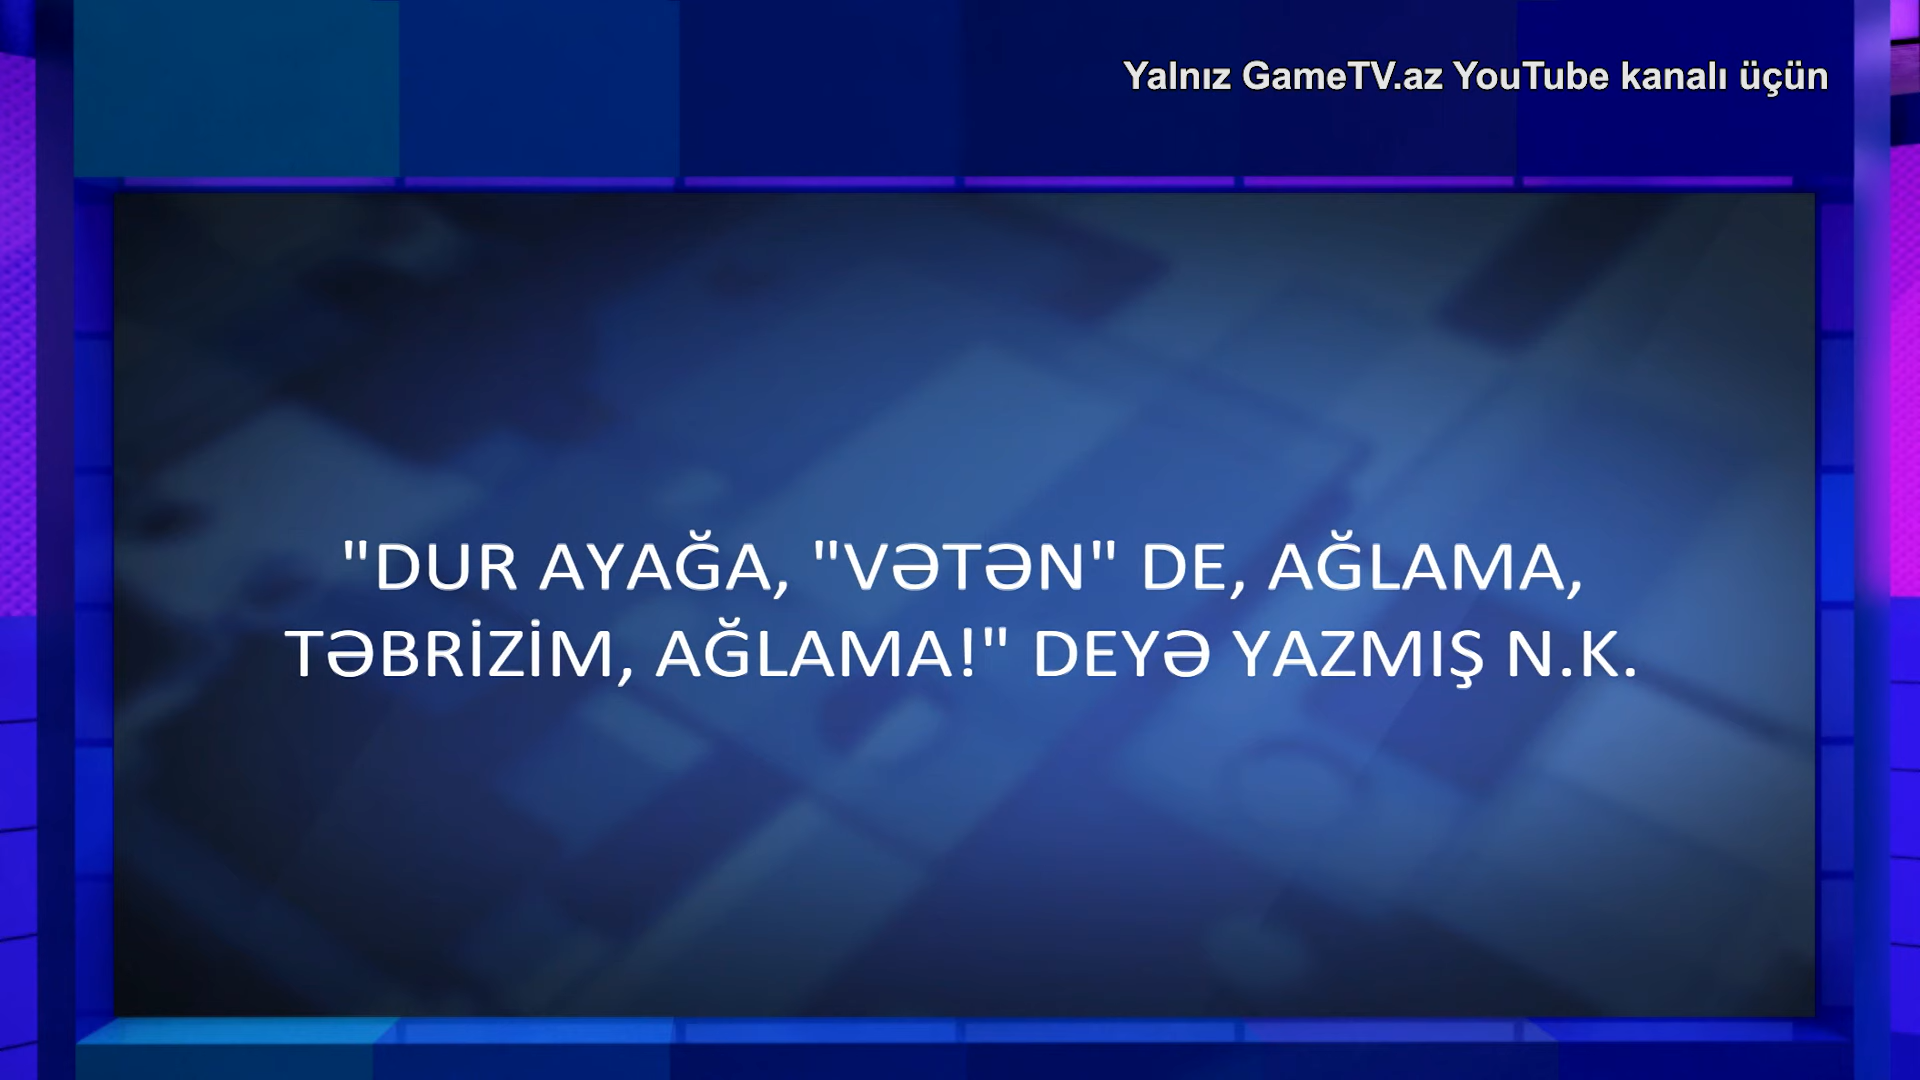 Yalnız GameTV.az YouTube kanalı üçün
"DUR AYAĞA, "VƏTƏN" DE, AĞLAMA,
TƏBRİZİM, AĞLAMA!" DEYƏ YAZMIŞ N.K.